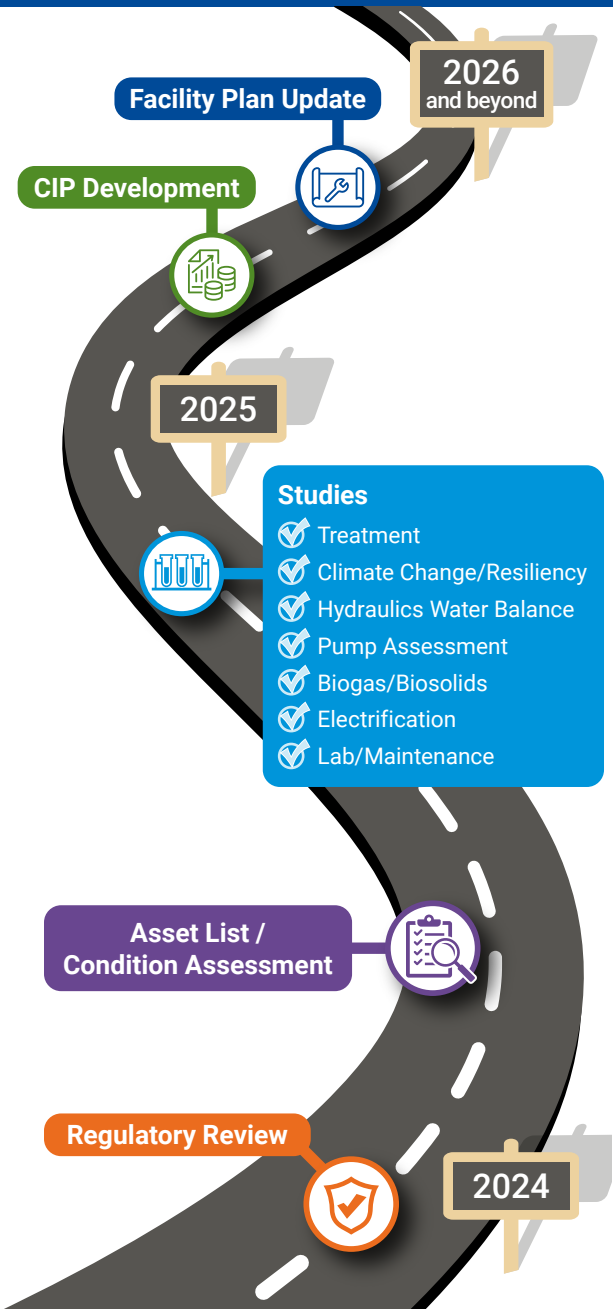 2026
and beyond
Facility Plan Update
CIP Development
2025
Studies
Treatment
Climate Change/Resiliency
Hydraulics Water Balance
Pump Assessment
Biogas/Biosolids
Electrification
Lab/Maintenance
Asset List /
Condition Assessment
Regulatory Review
2024